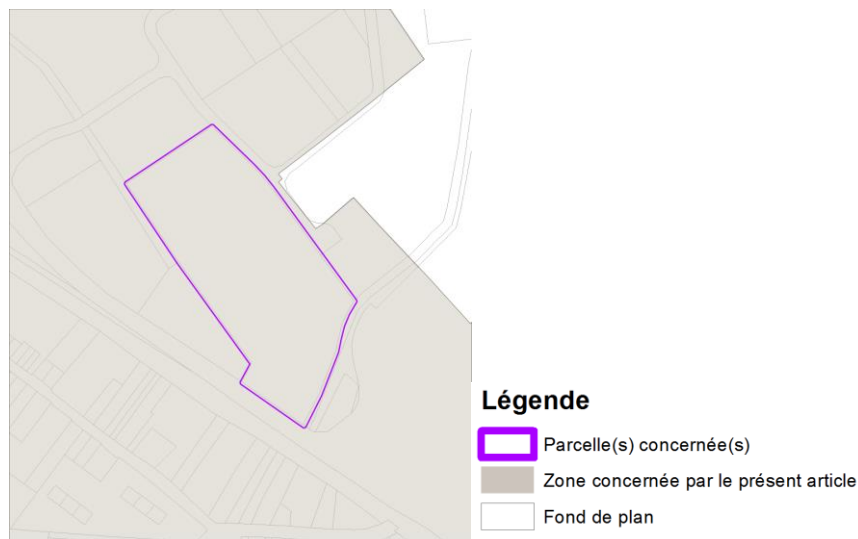 Légende
Parcelle(s) concernée(s)
Zone concernée par le présent article
Fond de plan